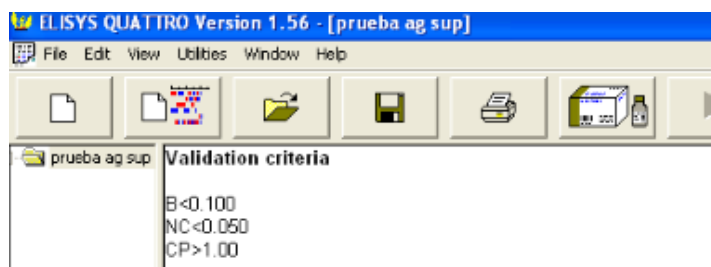 ELISYS QUATTRO Version 1.56 - [prueba ag sup]
File Edit View Utilities Window Help
prueba ag sup
Validation criteria
B<0.100
NC<0.050
CP>1.00